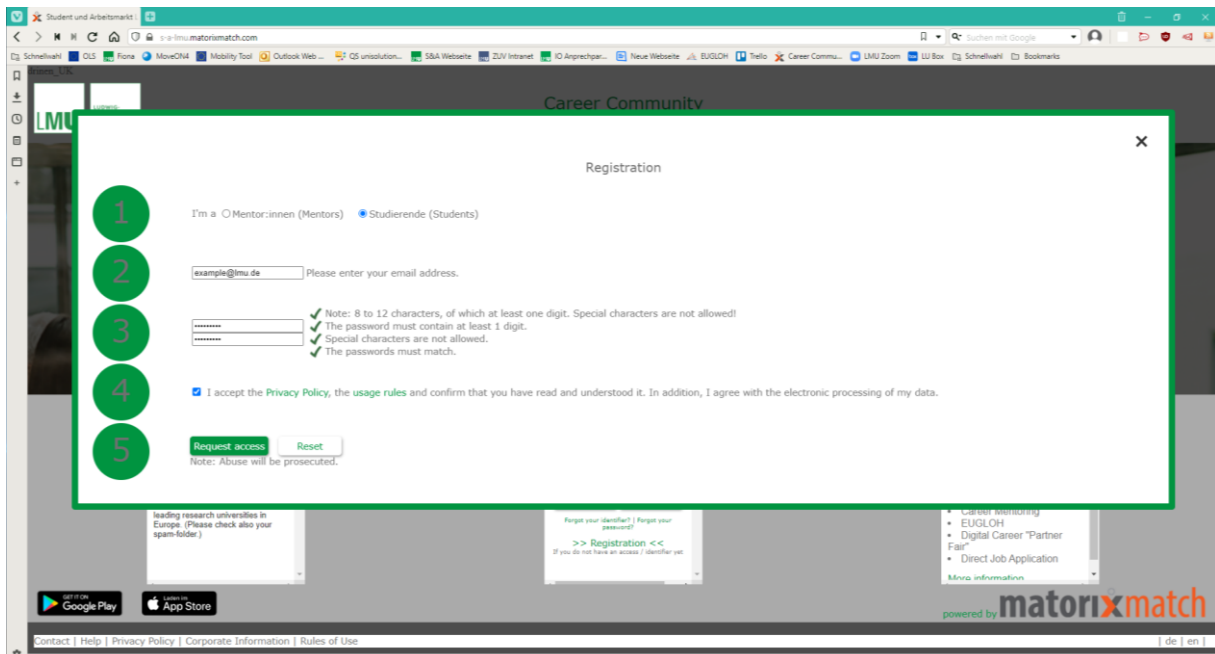 Student und Arbeitsmarkt
s-a-lmu.matorixmatch.com
Suchen mit Google
Schnellwahl OLS Fiona MoveON4 Mobility Tool Outlook Web ... QS unisolution... S&A Webseite ZUV Intranet IO Anprechpar... Neue Webseite EUGLOH Trello Career Commu... LMU Zoom LU Box Schnellwahl Bookmarks
LMU
Career Community
×
Registration
1
I'm a Mentor:innen (Mentors) Studierende (Students)
2
example@lmu.de Please enter your email address.
3
Note: 8 to 12 characters, of which at least one digit. Special characters are not allowed!
The password must contain at least 1 digit.
Special characters are not allowed.
The passwords must match.
4
I accept the Privacy Policy, the usage rules and confirm that you have read and understood it. In addition, I agree with the electronic processing of my data.
5
Request access Reset
Note: Abuse will be prosecuted.
leading research universities in
Europe. (Please check also your
spam-folder.)
Forgot your identifier? | Forgot your
password?
>> Registration <<
If you do not have an access / identifier yet
• Career Mentoring
• EUGLOH
• Digital Career "Partner
Fair"
• Direct Job Application
More information
GET IT ON
Google Play
Laden im
App Store
powered by matorixmatch
Contact | Help | Privacy Policy | Corporate Information | Rules of Use
| de | en |